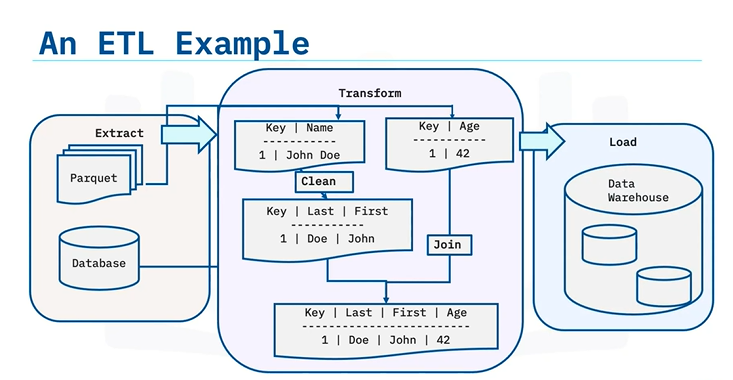 An ETL Example
Extract
Parquet
Database
Transform
Key | Name
-----------
1 | John Doe
Key | Age
-----------
1 | 42
Clean
Key | Last | First
-----------
1 | Doe | John
Join
Key | Last | First | Age
-------------------------
1 | Doe | John | 42
Load
Data
Warehouse